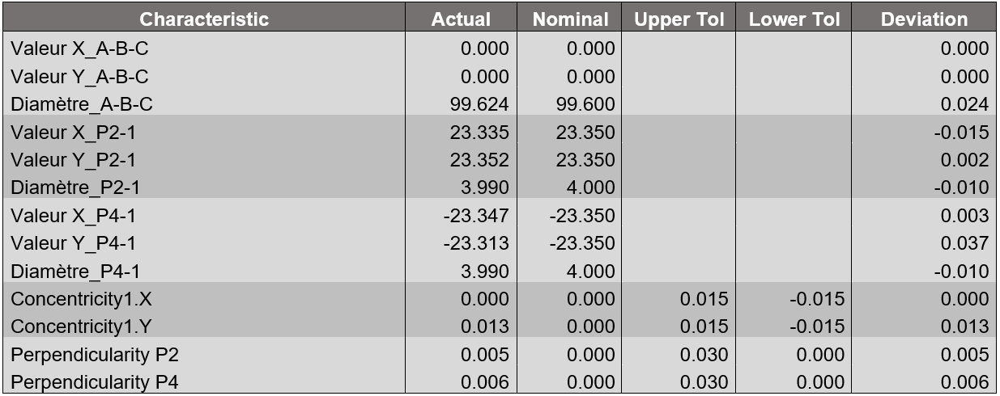 Characteristic Actual Nominal Upper Tol Lower Tol Deviation
Valeur X_A-B-C 0.000 0.000 0.000
Valeur Y_A-B-C 0.000 0.000 0.000
Diamètre_A-B-C 99.624 99.600 0.024
Valeur X_P2-1 23.335 23.350 -0.015
Valeur Y_P2-1 23.352 23.350 0.002
Diamètre_P2-1 3.990 4.000 -0.010
Valeur X_P4-1 -23.347 -23.350 0.003
Valeur Y_P4-1 -23.313 -23.350 0.037
Diamètre_P4-1 3.990 4.000 -0.010
Concentricity1.X 0.000 0.000 0.015 -0.015 0.000
Concentricity1.Y 0.013 0.000 0.015 -0.015 0.013
Perpendicularity P2 0.005 0.000 0.030 0.000 0.005
Perpendicularity P4 0.006 0.000 0.030 0.000 0.006